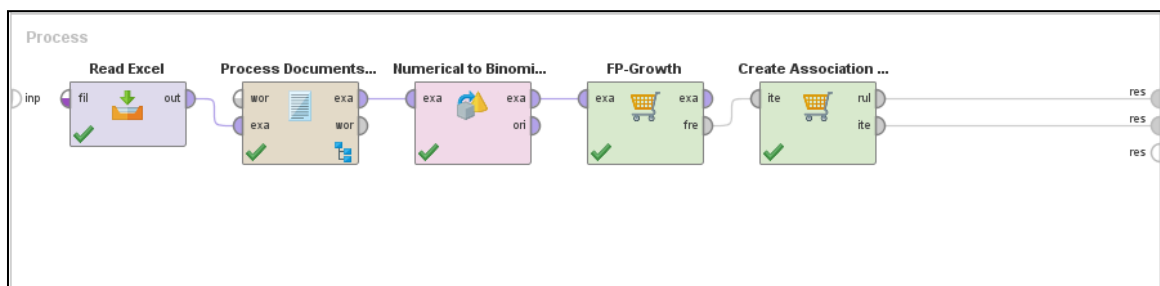 Process
Read Excel Process Documents... Numerical to Binomi... FP-Growth Create Association ...
inp fil out wor exa exa exa exa exa ite rul res
exa wor ori fre ite res
res